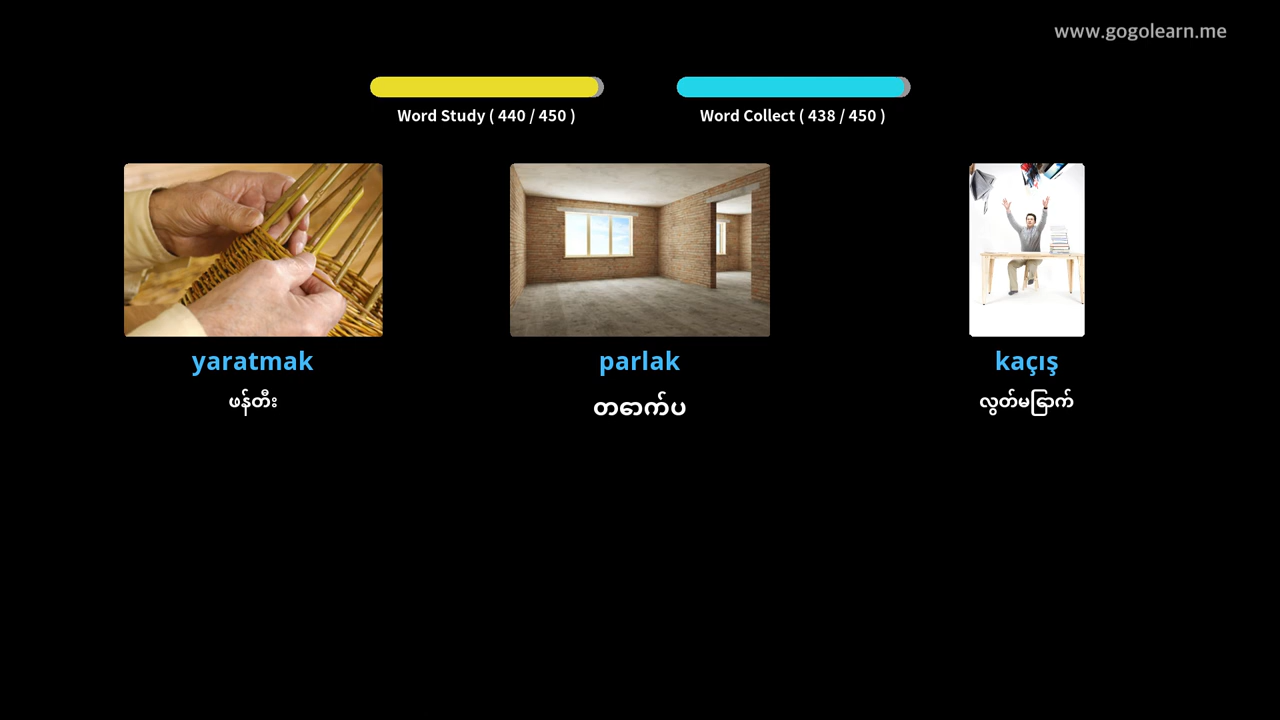 www.gogolearn.me
Word Study ( 440 / 450 )
Word Collect ( 438 / 450 )
yaratmak
parlak
kaçış
ဖန်တီး
တောက်ပ
လွတ်မြောက်